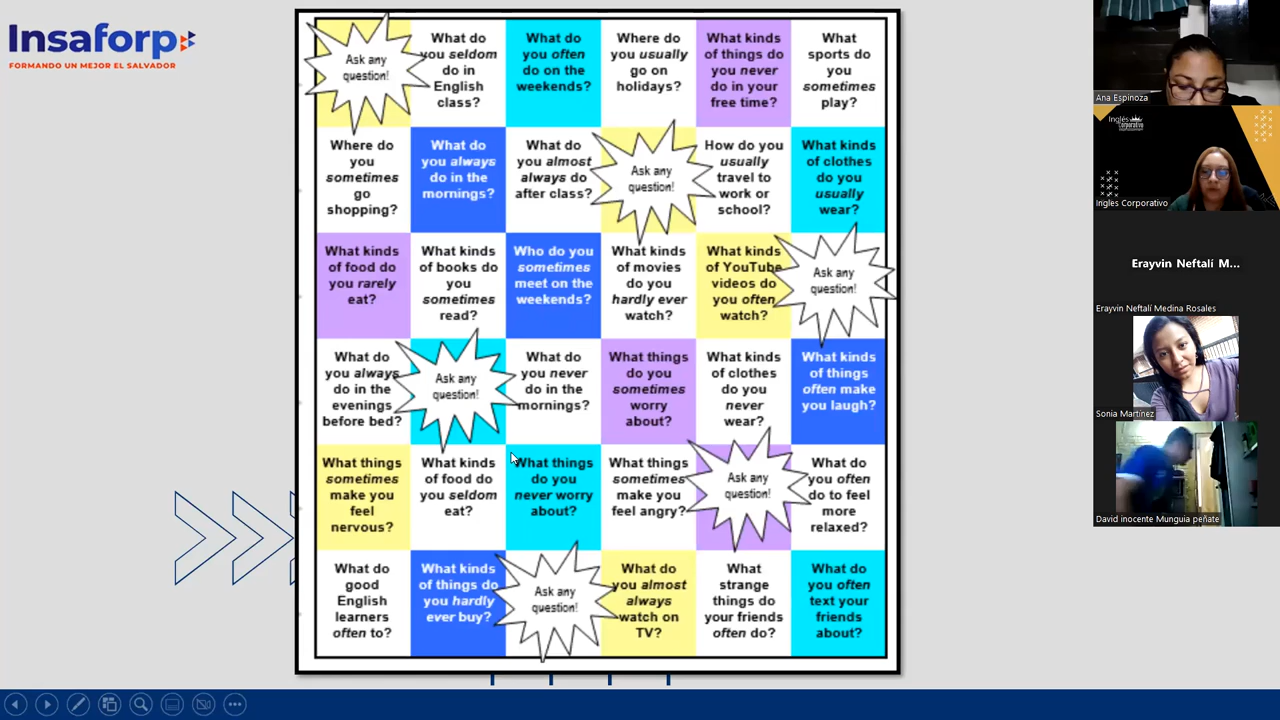 Insaforp
FORMANDO UN MEJOR EL SALVADOR
Ask any
question!
What do
you seldom
do in
English
class?
What do
you often
do on the
weekends?
Where do
you usually
go on
holidays?
What kinds
of things do
you never
do in your
free time?
What
sports do
you
sometimes
play?
Where do
you
sometimes
go
shopping?
What do
you always
do in the
mornings?
What do
you almost
always do
after class?
Ask any
question!
How do you
usually
travel to
work or
school?
What kinds
of clothes
do you
usually
wear?
What kinds
of food do
you rarely
eat?
What kinds
of books do
you
sometimes
read?
Who do you
sometimes
meet on the
weekends?
What kinds
of movies
do you
hardly ever
watch?
What kinds
of YouTube
videos do
you often
watch?
Ask any
question!
What do
you always
do in the
evenings
before bed?
Ask any
question!
What do
you never
do in the
mornings?
What things
do you
sometimes
worry
about?
What kinds
of clothes
do you
never
wear?
What kinds
of things
often make
you laugh?
What things
sometimes
make you
feel
nervous?
What kinds
of food do
you seldom
eat?
What things
do you
never worry
about?
What things
sometimes
make you
feel angry?
Ask any
question!
What do
you often
do to feel
more
relaxed?
What do
good
English
learners
often to?
What kinds
of things do
you hardly
ever buy?
Ask any
question!
What do
you almost
always
watch on
TV?
What
strange
things do
your friends
often do?
What do
you often
text your
friends
about?
Ana Espinoza
Inglés
Corporativo
Ingles Corporativo
Erayvin Neftalí M...
Erayvin Neftalí Medina Rosales
Sonia Martínez
David inocente Munguia peñate